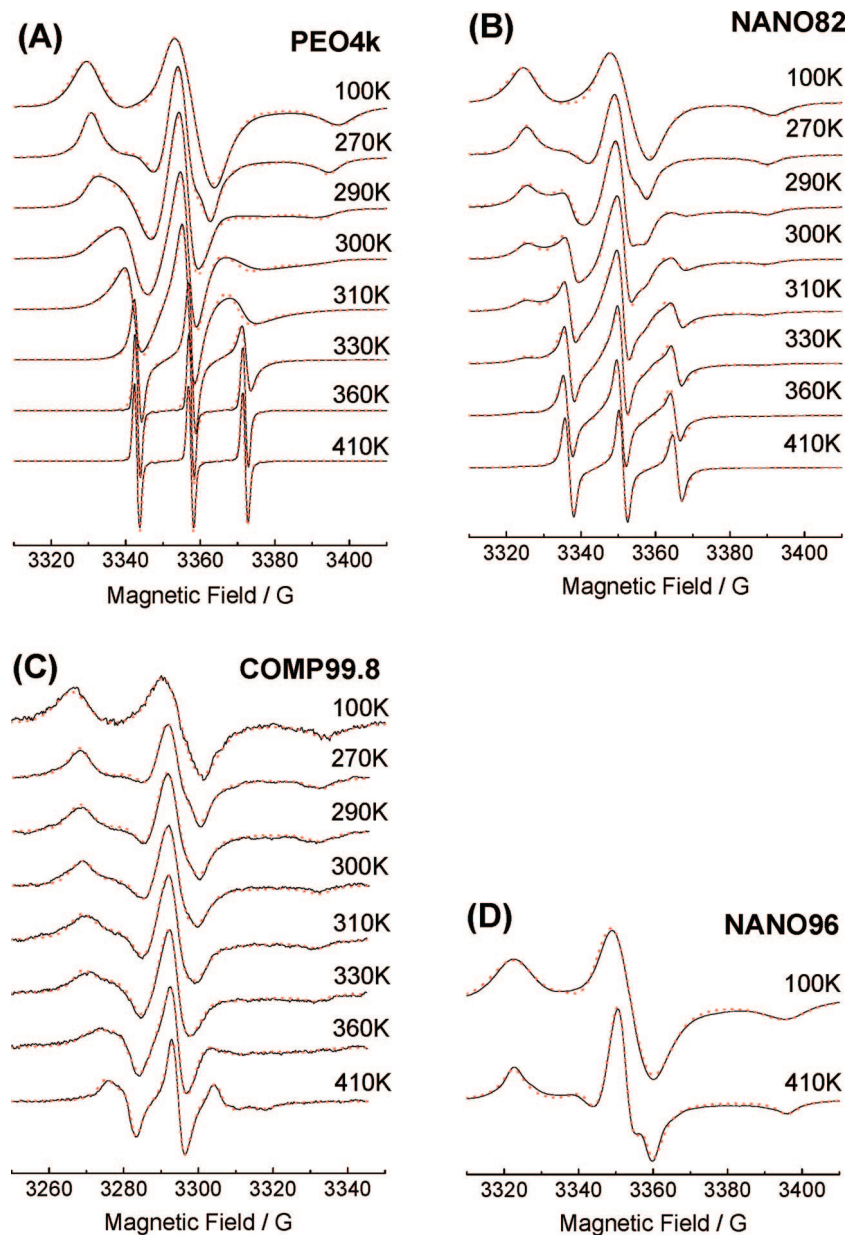 (A) PEO4k
100K
270K
290K
300K
310K
330K
360K
410K
3320 3340 3360 3380 3400
Magnetic Field / G
(B) NANO82
100K
270K
290K
300K
310K
330K
360K
410K
3320 3340 3360 3380 3400
Magnetic Field / G
(C) COMP99.8
100K
270K
290K
300K
310K
330K
360K
410K
3260 3280 3300 3320 3340
Magnetic Field / G
(D) NANO96
100K
410K
3320 3340 3360 3380 3400
Magnetic Field / G